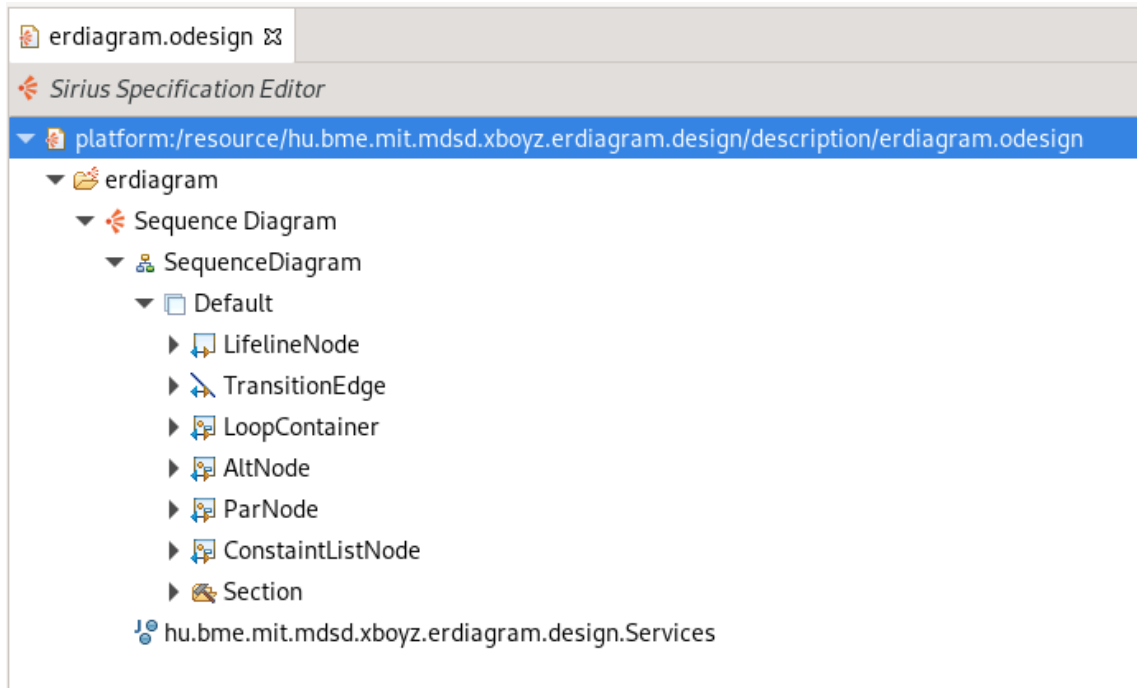 erdiagram.odesign
Sirius Specification Editor
platform:/resource/hu.bme.mit.mdsd.xboyz.erdiagram.design/description/erdiagram.odesign
erdiagram
Sequence Diagram
SequenceDiagram
Default
LifelineNode
TransitionEdge
LoopContainer
AltNode
ParNode
ConstaintListNode
Section
hu.bme.mit.mdsd.xboyz.erdiagram.design.Services